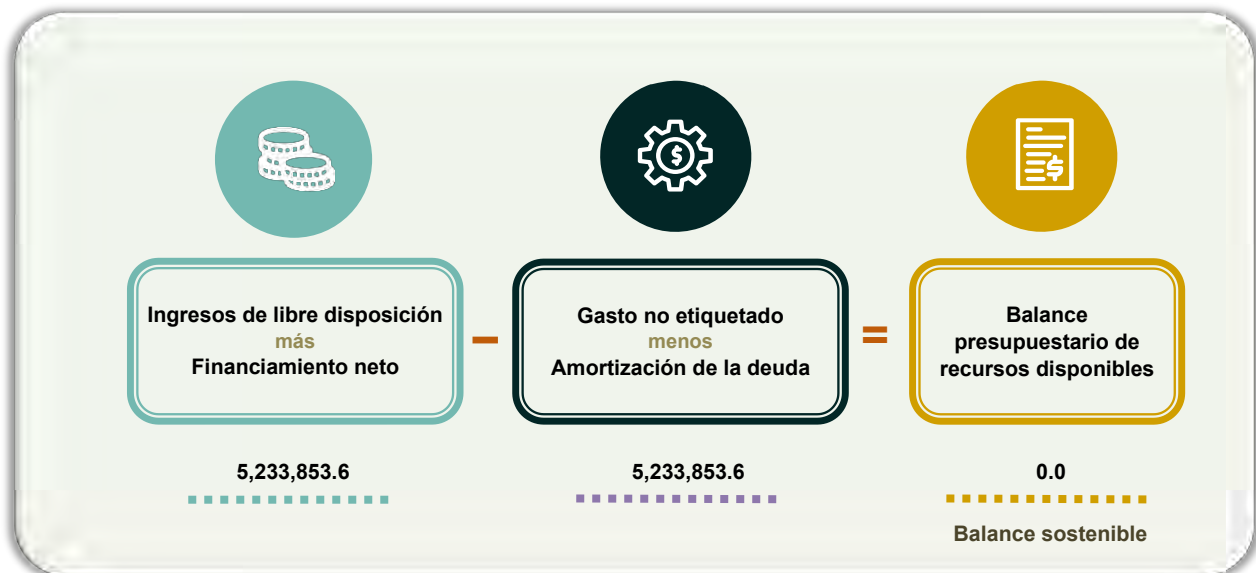 $
$
Ingresos de libre disposición
más
Financiamiento neto
-
Gasto no etiquetado
menos
Amortización de la deuda
=
Balance
presupuestario de
recursos disponibles
5,233,853.6
5,233,853.6
0.0
Balance sostenible